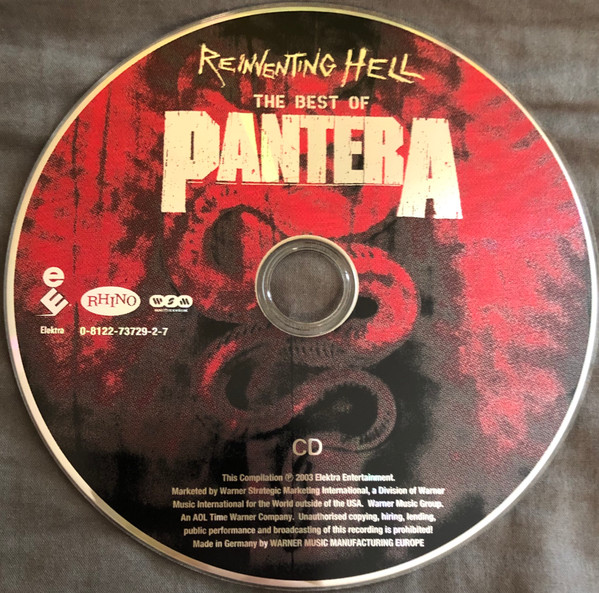 REINVENTING HELL
THE BEST OF
PANTERA
e
RHINO
WSM
Elektra 0-8122-73729-2-7
CD
This Compilation ℗ 2003 Elektra Entertainment.
Marketed by Warner Strategic Marketing International, a Division of Warner
Music International for the World outside of the USA. Warner Music Group.
An AOL Time Warner Company. Unauthorised copying, hiring, lending,
public performance and broadcasting of this recording is prohibited!
Made in Germany by WARNER MUSIC MANUFACTURING EUROPE